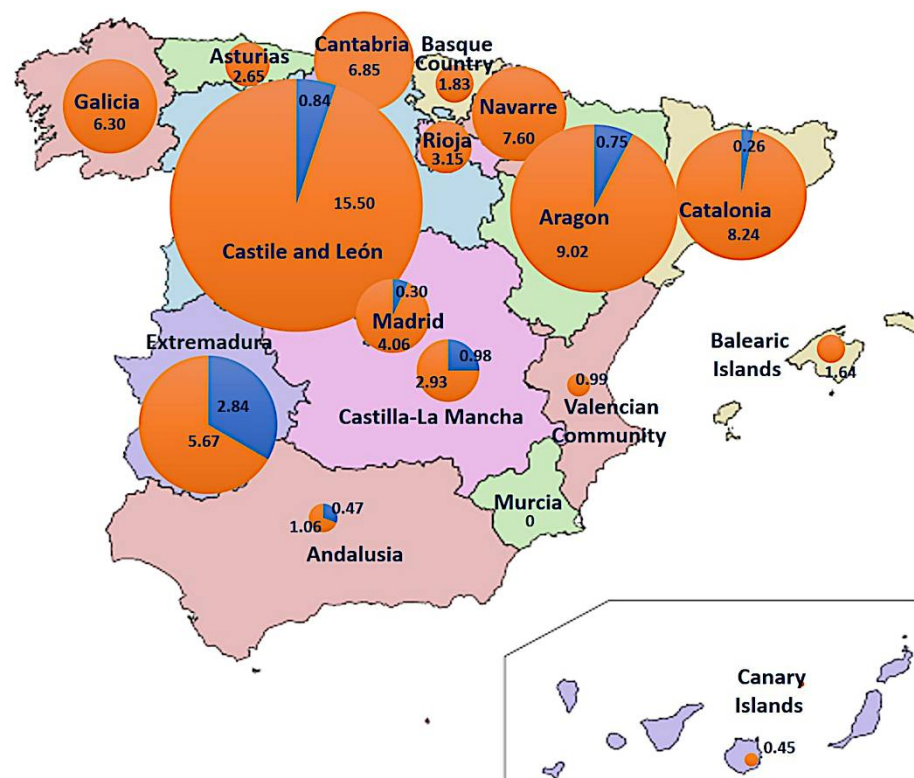 Cantabria
6.85
Asturias
2.65
Basque
Country
1.83
Galicia
6.30
0.84
Navarre
7.60
Rioja
3.15
0.75
0.26
15.50
Castile and León
Aragon
9.02
Catalonia
8.24
0.30
Madrid
4.06
Extremadura
2.84
5.67
0.98
2.93
Castilla-La Mancha
0.99
Valencian
Community
Balearic
Islands
1.64
0.47
1.06
Andalusia
Murcia
0
Canary
Islands
0.45